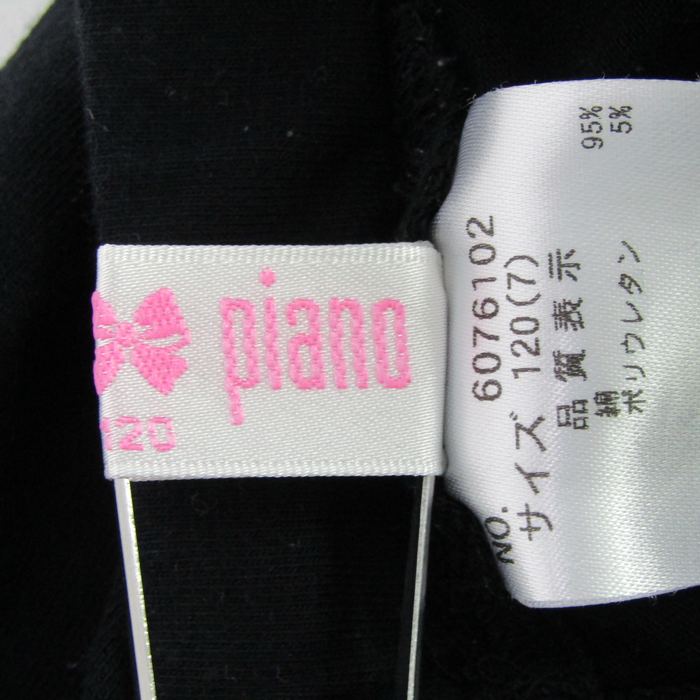 piano
120
NO. 6076102
サイズ 120(7)
品質表示
綿 95%
ポリウレタン 5%